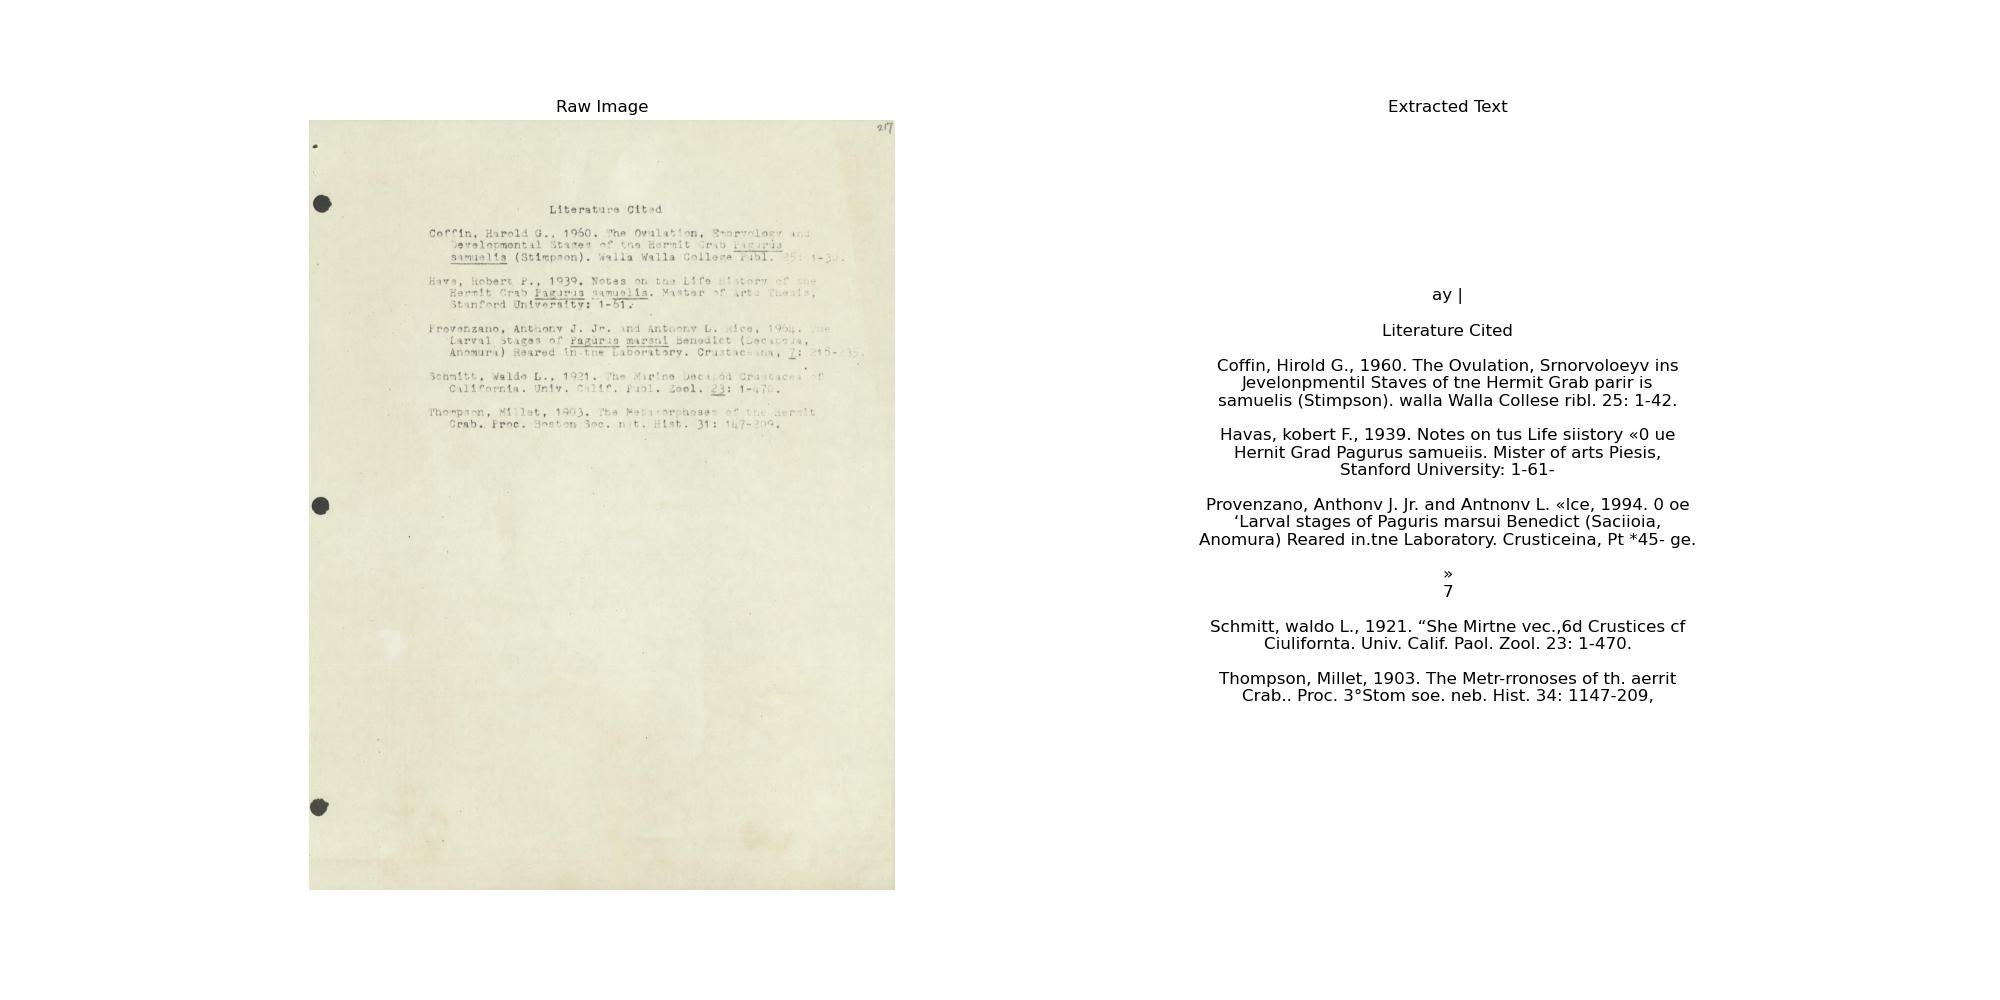 Raw Image
217
Literature Cited
Coffin, Harold G., 1960. The Ovulation, Embryology and
Developmental Stages of the Hermit Crab Pagurus
samuelis (Stimpson). Walla Walla College Publ. 25: 1-30.
Hays, Robert P., 1939. Notes on the Life History of the
Hermit Crab Pagurus samuelis. Master of Arts Thesis,
Stanford University: 1-61.
Provenzano, Anthony J. Jr. and Antnony L. Rice, 1964. The
Larval Stages of Pagurus marshi Benedict (Decapoda,
Anomura) Reared in the Laboratory. Crustaceana, 7: 215-235.
Schmitt, Waldo L., 1921. The Marine Decapod Crustacea of
California. Univ. Calif. Publ. Zool. 23: 1-470.
Thompson, Millet, 1903. The Metamorphoses of the Hermit
Crab. Proc. Boston Soc. nat. Hist. 31: 147-209.
Extracted Text
ay |
Literature Cited
Coffin, Hirold G., 1960. The Ovulation, Srnorvoloeyv ins
Jevelonpmentil Staves of tne Hermit Grab parir is
samuelis (Stimpson). walla Walla Collese ribl. 25: 1-42.
Havas, kobert F., 1939. Notes on tus Life siistory «0 ue
Hernit Grad Pagurus samueiis. Mister of arts Piesis,
Stanford University: 1-61-
Provenzano, Anthonv J. Jr. and Antnonv L. «lce, 1994. 0 oe
‘Larval stages of Paguris marsui Benedict (Saciioia,
Anomura) Reared in.tne Laboratory. Crusticeina, Pt *45- ge.
»
7
Schmitt, waldo L., 1921. “She Mirtne vec.,6d Crustices cf
Ciulifornta. Univ. Calif. Paol. Zool. 23: 1-470.
Thompson, Millet, 1903. The Metr-rronoses of th. aerrit
Crab.. Proc. 3°Stom soe. neb. Hist. 34: 1147-209,